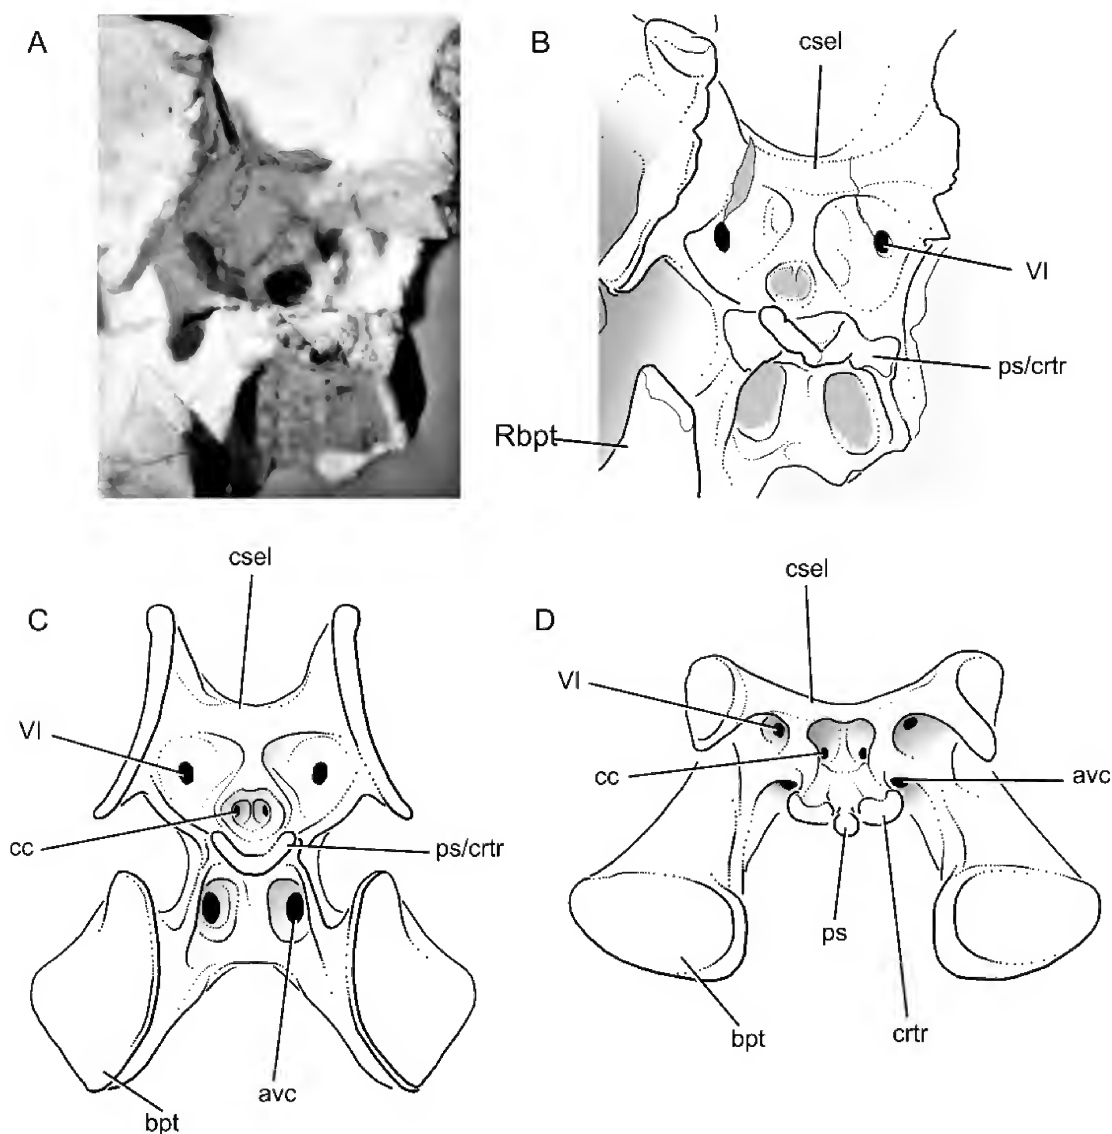 A
B
csel
VI
ps/crtr
Rbpt
csel
C
VI
cc
ps/crtr
avc
bpt
csel
D
VI
cc
avc
ps
bpt
crtr